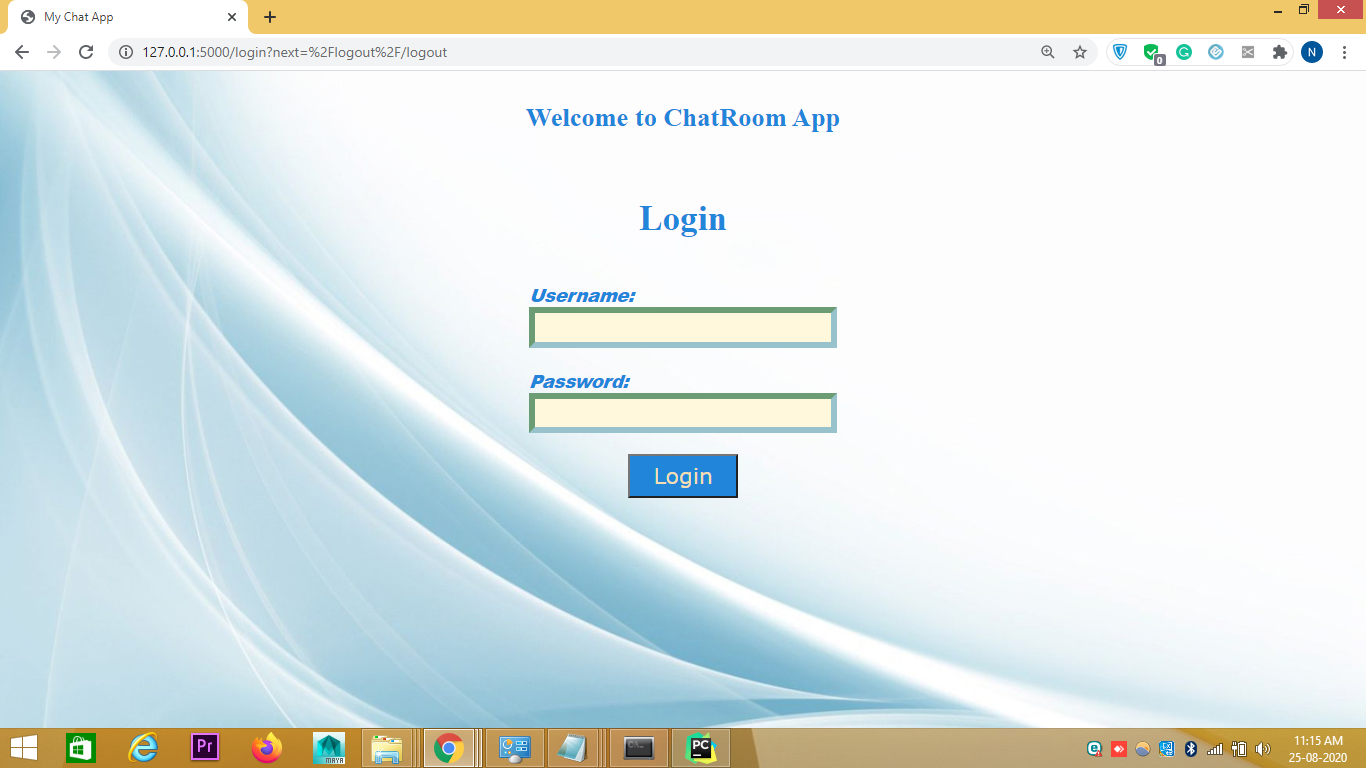 My Chat App
127.0.0.1:5000/login?next=%2Flogout%2F/logout
0
N
Welcome to ChatRoom App
Login
Username:
Password:
Login
Pr
MAYA
C:\.
PC
11:15 AM
25-08-2020